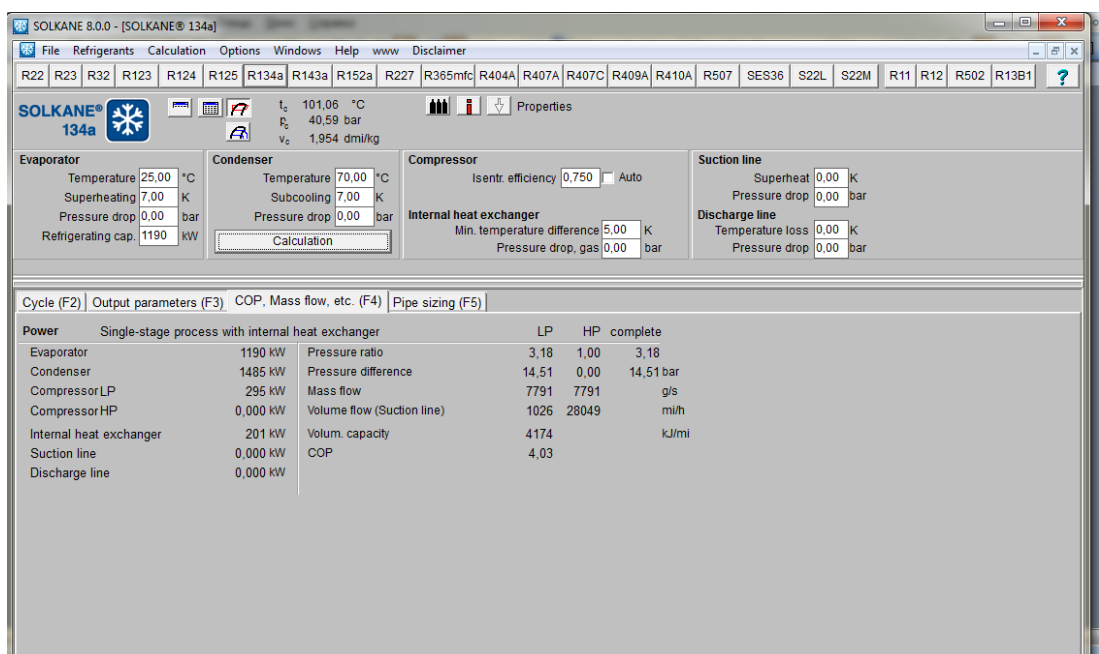 SOLKANE 8.0.0 - [SOLKANE® 134a]
File Refrigerants Calculation Options Windows Help www Disclaimer
R22 R23 R32 R123 R124 R125 R134a R143a R152a R227 R365mfc R404A R407A R407C R409A R410A R507 SES36 S22L S22M R11 R12 R502 R13B1 ?
SOLKANE® 134a
tc 101,06 °C
pc 40,59 bar
vc 1,954 dmi/kg
Properties
Evaporator
Temperature 25,00 °C
Superheating 7,00 K
Pressure drop 0,00 bar
Refrigerating cap. 1190 kW
Condenser
Temperature 70,00 °C
Subcooling 7,00 K
Pressure drop 0,00 bar
Calculation
Compressor
Isentr. efficiency 0,750 Auto
Internal heat exchanger
Min. temperature difference 5,00 K
Pressure drop, gas 0,00 bar
Suction line
Superheat 0,00 K
Pressure drop 0,00 bar
Discharge line
Temperature loss 0,00 K
Pressure drop 0,00 bar
Cycle (F2) Output parameters (F3) COP, Mass flow, etc. (F4) Pipe sizing (F5)
Power Single-stage process with internal heat exchanger LP HP complete
Evaporator 1190 kW Pressure ratio 3,18 1,00 3,18
Condenser 1485 kW Pressure difference 14,51 0,00 14,51 bar
Compressor LP 295 kW Mass flow 7791 7791 g/s
Compressor HP 0,000 kW Volume flow (Suction line) 1026 28049 mi/h
Internal heat exchanger 201 kW Volum. capacity 4174 kJ/mi
Suction line 0,000 kW COP 4,03
Discharge line 0,000 kW